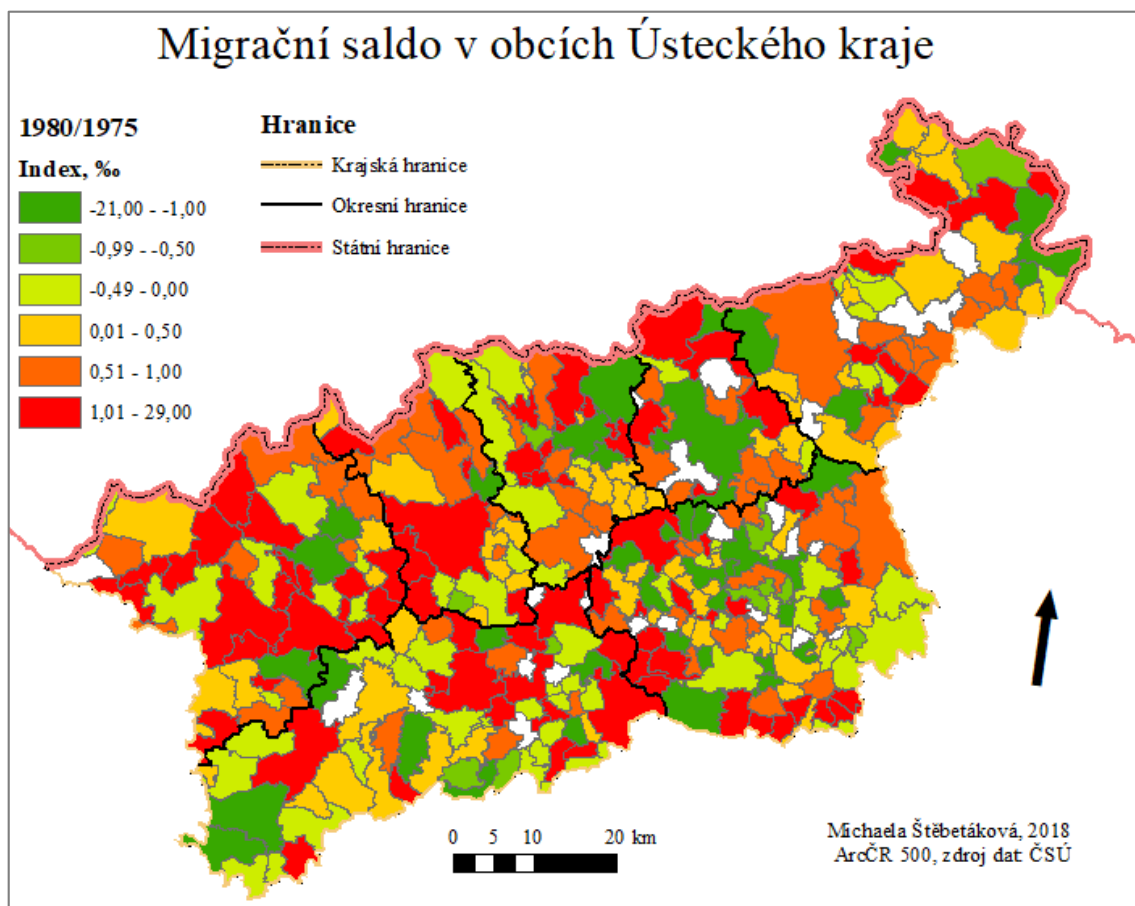 Migrační saldo v obcích Ústeckého kraje
1980/1975
Index, ‰
-21,00 - -1,00
-0,99 - -0,50
-0,49 - 0,00
0,01 - 0,50
0,51 - 1,00
1,01 - 29,00
Hranice
Krajská hranice
Okresní hranice
Státní hranice
0 5 10 20 km
Michaela Štěbetáková, 2018
ArcČR 500, zdroj dat: ČSÚ